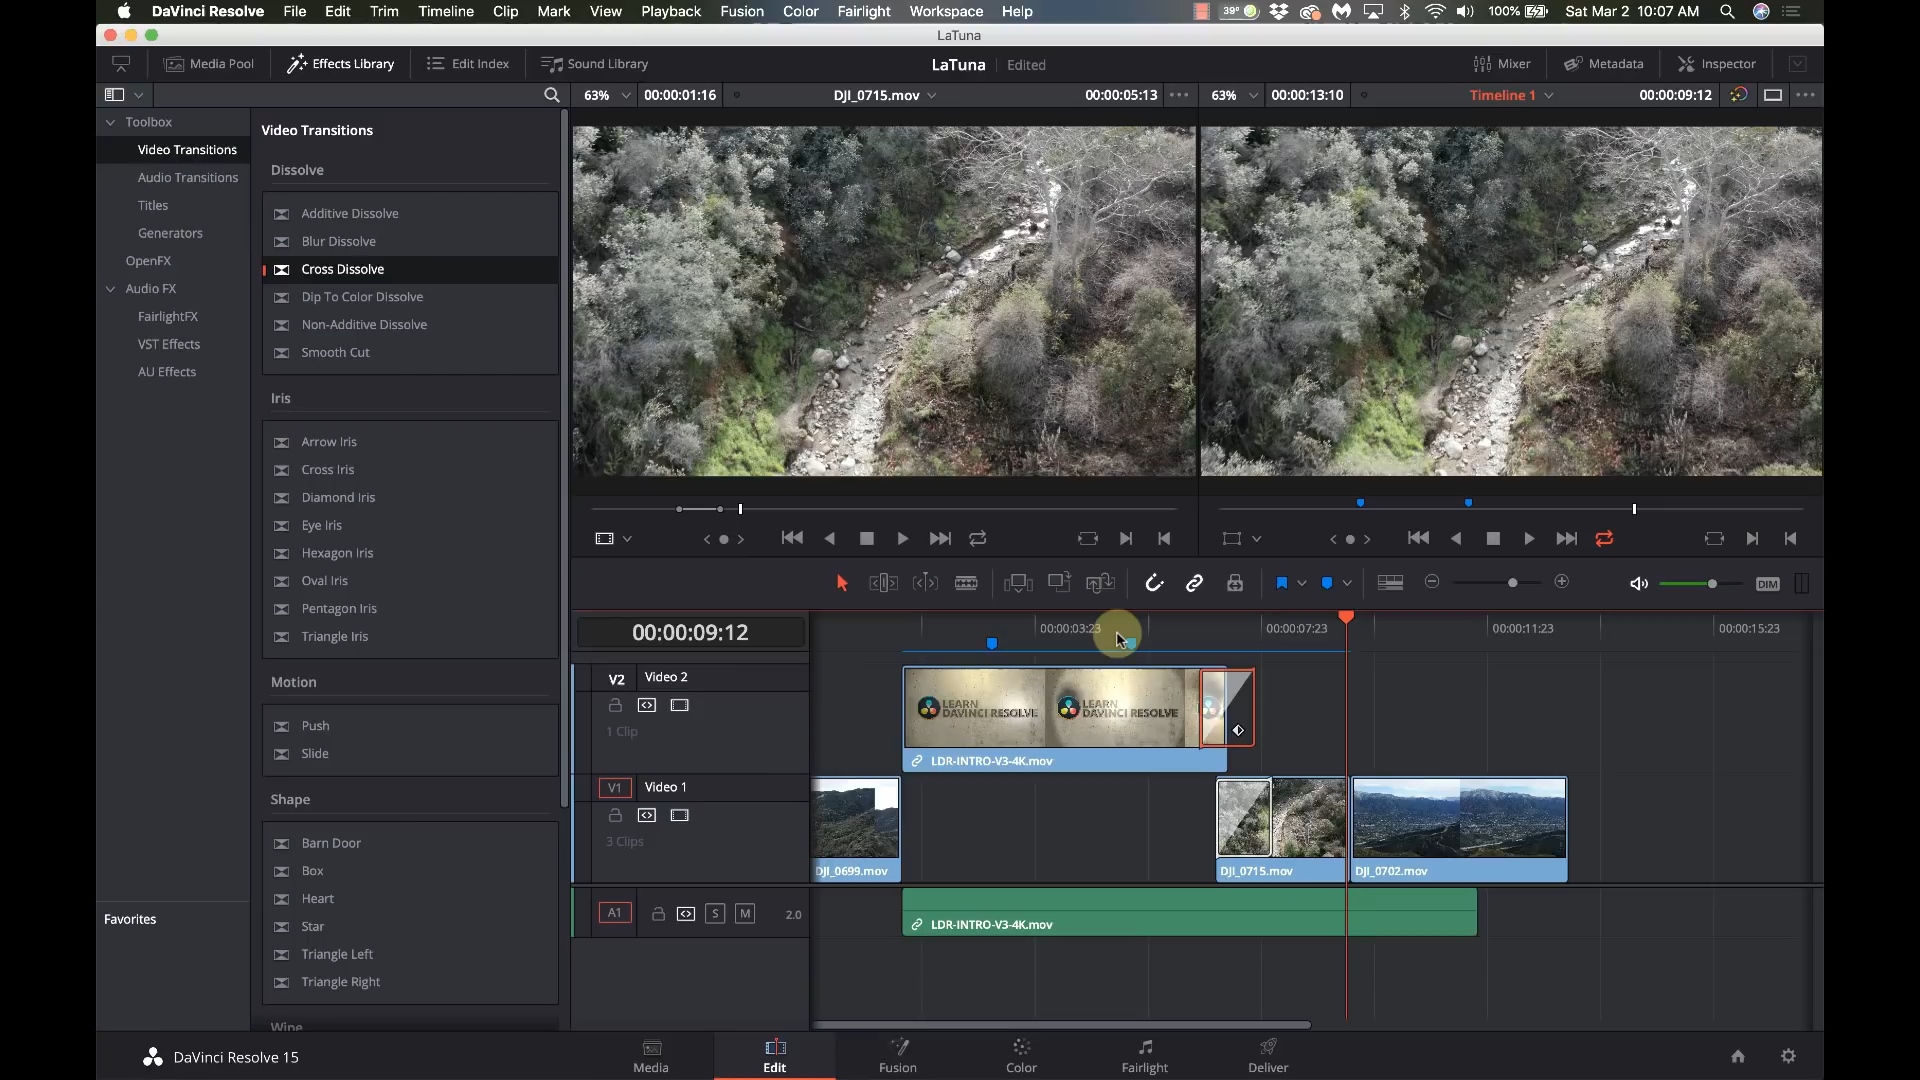 DaVinci Resolve File Edit Trim Timeline Clip Mark View Playback Fusion Color Fairlight Workspace Help 39° 100% Sat Mar 2 10:07 AM
LaTuna
Media Pool Effects Library Edit Index Sound Library LaTuna Edited Mixer Metadata Inspector
63% 00:00:01:16 DJI_0715.mov 00:00:05:13 63% 00:00:13:10 Timeline 1 00:00:09:12
Toolbox
Video Transitions
Audio Transitions
Titles
Generators
OpenFX
Audio FX
FairlightFX
VST Effects
AU Effects
Favorites
Video Transitions
Dissolve
Additive Dissolve
Blur Dissolve
Cross Dissolve
Dip To Color Dissolve
Non-Additive Dissolve
Smooth Cut
Iris
Arrow Iris
Cross Iris
Diamond Iris
Eye Iris
Hexagon Iris
Oval Iris
Pentagon Iris
Triangle Iris
Motion
Push
Slide
Shape
Barn Door
Box
Heart
Star
Triangle Left
Triangle Right
Wipe
DIM
00:00:09:12 00:00:03:23 00:00:07:23 00:00:11:23 00:00:15:23
V2 Video 2
1 Clip
LEARN DAVINCI RESOLVE LEARN DAVINCI RESOLVE
LDR-INTRO-V3-4K.mov
V1 Video 1
3 Clips
DJI_0699.mov DJI_0715.mov DJI_0702.mov
A1 S M 2.0
LDR-INTRO-V3-4K.mov
DaVinci Resolve 15
Media Edit Fusion Color Fairlight Deliver